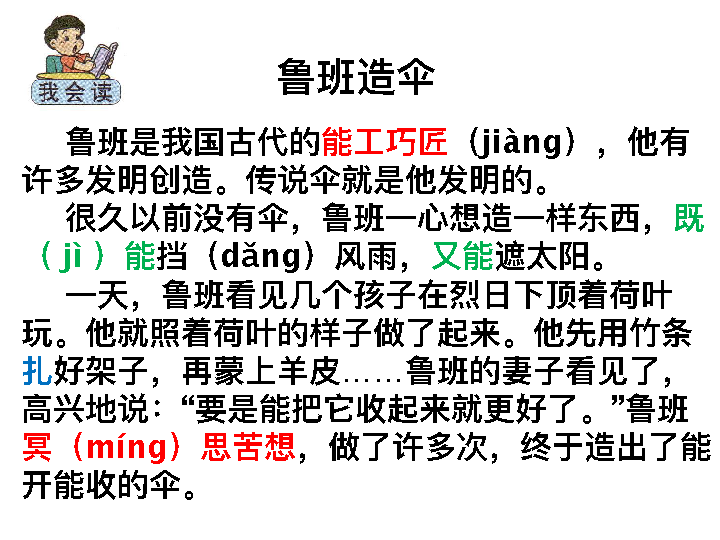 我会读
鲁班造伞
鲁班是我国古代的能工巧匠（jiàng），他有
许多发明创造。传说伞就是他发明的。
很久以前没有伞，鲁班一心想造一样东西，既
（jì）能挡（dǎng）风雨，又能遮太阳。
一天，鲁班看见几个孩子在烈日下顶着荷叶
玩。他就照着荷叶的样子做了起来。他先用竹条
扎好架子，再蒙上羊皮……鲁班的妻子看见了，
高兴地说：“要是能把它收起来就更好了。”鲁班
冥（míng）思苦想，做了许多次，终于造出了能
开能收的伞。